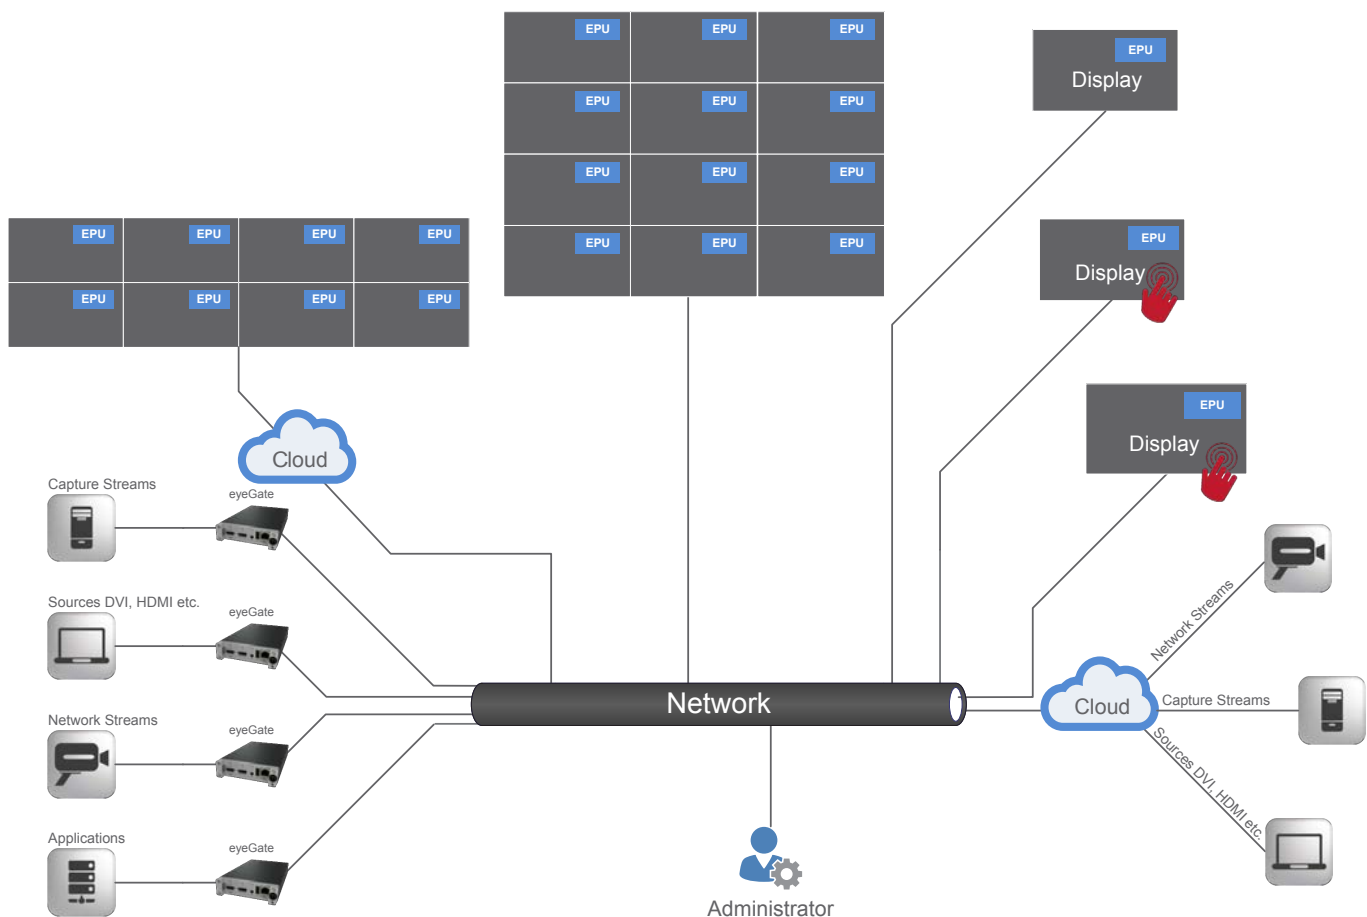 EPU EPU EPU
EPU EPU EPU
EPU EPU EPU
EPU EPU EPU
EPU
Display
EPU
Display
EPU
Display
EPU EPU EPU EPU
EPU EPU EPU EPU
Cloud
Capture Streams
eyeGate
Sources DVI, HDMI etc.
eyeGate
Network Streams
eyeGate
Applications
eyeGate
Network
Administrator
Cloud
Network Streams
Capture Streams
Sources DVI, HDMI etc.